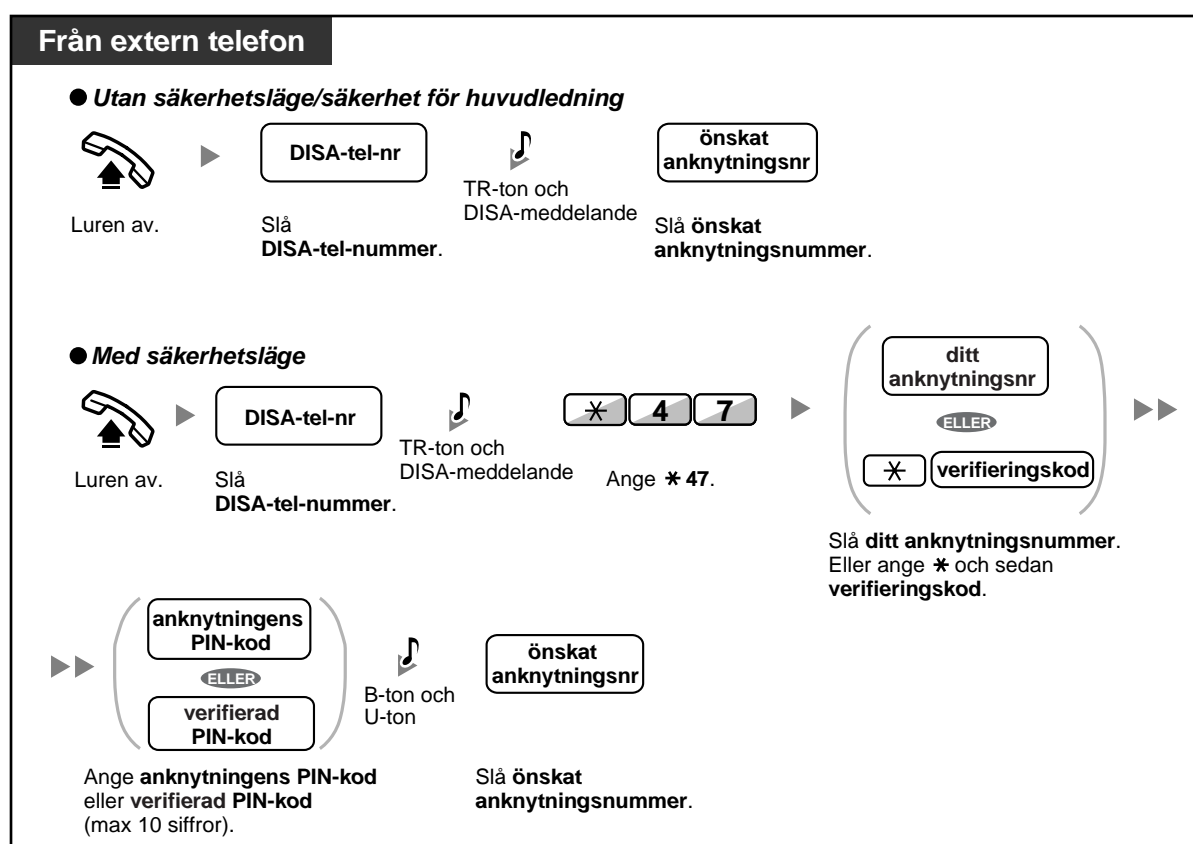 Från extern telefon
● Utan säkerhetsläge/säkerhet för huvudledning
DISA-tel-nr
önskat
anknytningsnr
Luren av.
Slå
DISA-tel-nummer.
TR-ton och
DISA-meddelande
Slå önskat
anknytningsnummer.
● Med säkerhetsläge
DISA-tel-nr
* 4 7
ditt
anknytningsnr
ELLER
* verifieringskod
Luren av.
Slå
DISA-tel-nummer.
TR-ton och
DISA-meddelande
Ange * 47.
Slå ditt anknytningsnummer.
Eller ange * och sedan
verifieringskod.
anknytningens
PIN-kod
ELLER
verifierad
PIN-kod
B-ton och
U-ton
önskat
anknytningsnr
Ange anknytningens PIN-kod
eller verifierad PIN-kod
(max 10 siffror).
Slå önskat
anknytningsnummer.